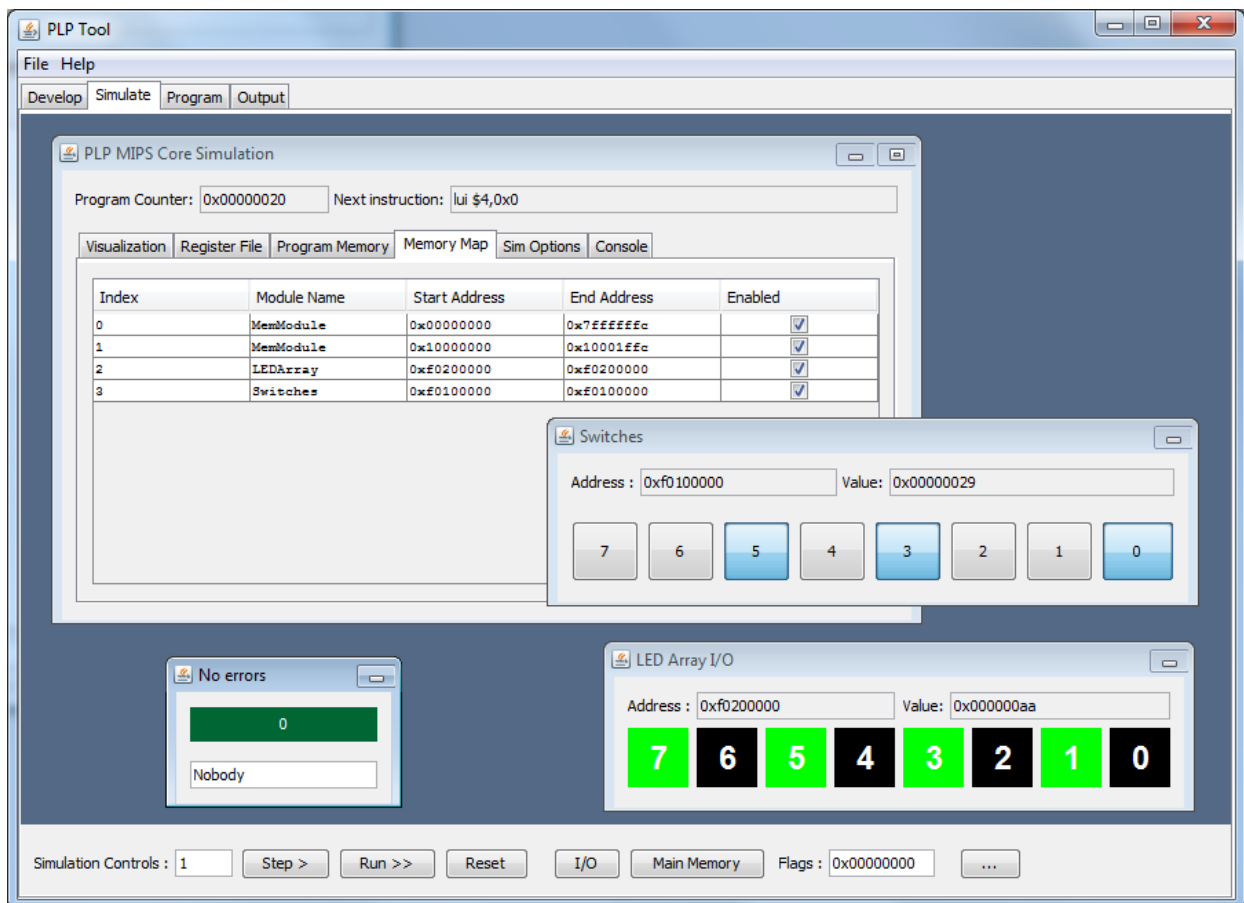 PLP Tool
File Help
Develop Simulate Program Output
PLP MIPS Core Simulation
Program Counter: 0x00000020 Next instruction: lui $4,0x0
Visualization Register File Program Memory Memory Map Sim Options Console
Index Module Name Start Address End Address Enabled
0 MemModule 0x00000000 0x7ffffffc
1 MemModule 0x10000000 0x10001ffc
2 LEDArray 0xf0200000 0xf0200000
3 Switches 0xf0100000 0xf0100000
Switches
Address : 0xf0100000 Value: 0x00000029
7 6 5 4 3 2 1 0
No errors
0
Nobody
LED Array I/O
Address : 0xf0200000 Value: 0x000000aa
7 6 5 4 3 2 1 0
Simulation Controls : 1 Step > Run >> Reset I/O Main Memory Flags : 0x00000000 ...